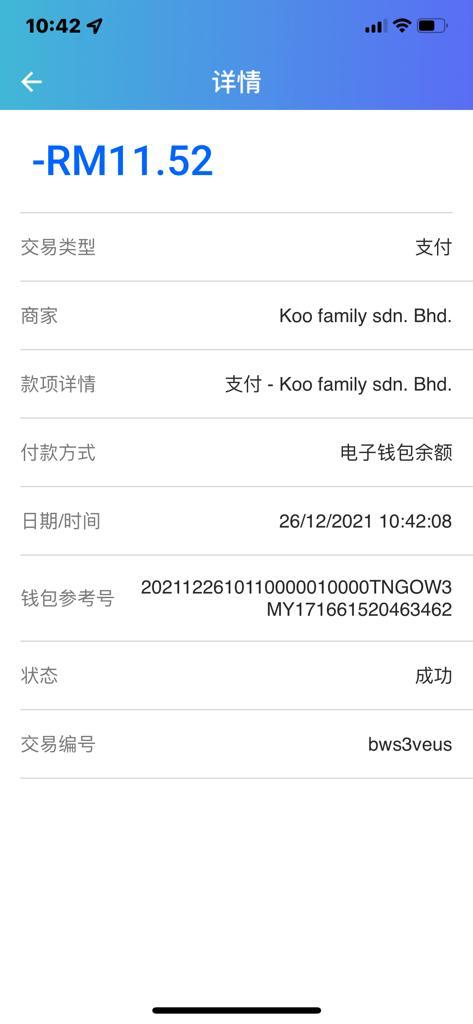 10:42
详情
-RM11.52
交易类型 支付
商家 Koo family sdn. Bhd.
款项详情 支付 - Koo family sdn. Bhd.
付款方式 电子钱包余额
日期/时间 26/12/2021 10:42:08
钱包参考号 2021122610110000010000TNGOW3
MY171661520463462
状态 成功
交易编号 bws3veus